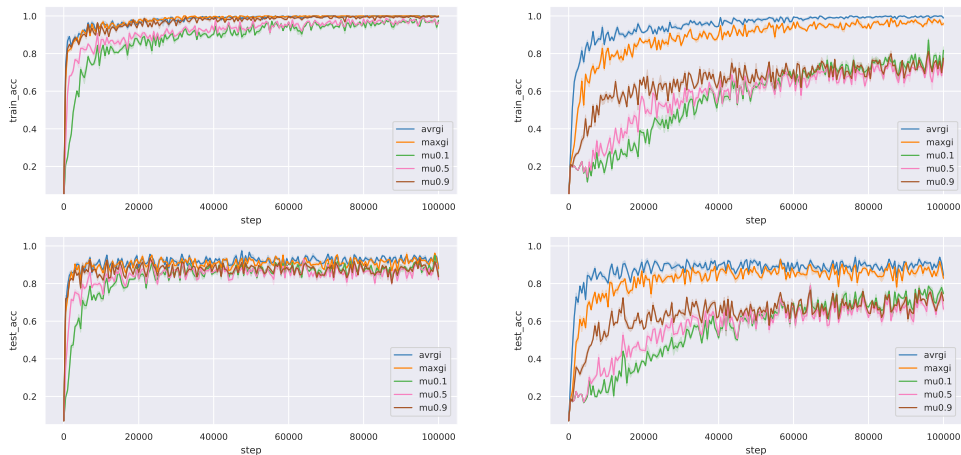 1.0
0.8
0.6
0.4
0.2
train_acc
0
20000
40000
60000
80000
100000
step
avrgi
maxgi
mu0.1
mu0.5
mu0.9
1.0
0.8
0.6
0.4
0.2
train_acc
0
20000
40000
60000
80000
100000
step
avrgi
maxgi
mu0.1
mu0.5
mu0.9
1.0
0.8
0.6
0.4
0.2
test_acc
0
20000
40000
60000
80000
100000
step
avrgi
maxgi
mu0.1
mu0.5
mu0.9
1.0
0.8
0.6
0.4
0.2
test_acc
0
20000
40000
60000
80000
100000
step
avrgi
maxgi
mu0.1
mu0.5
mu0.9